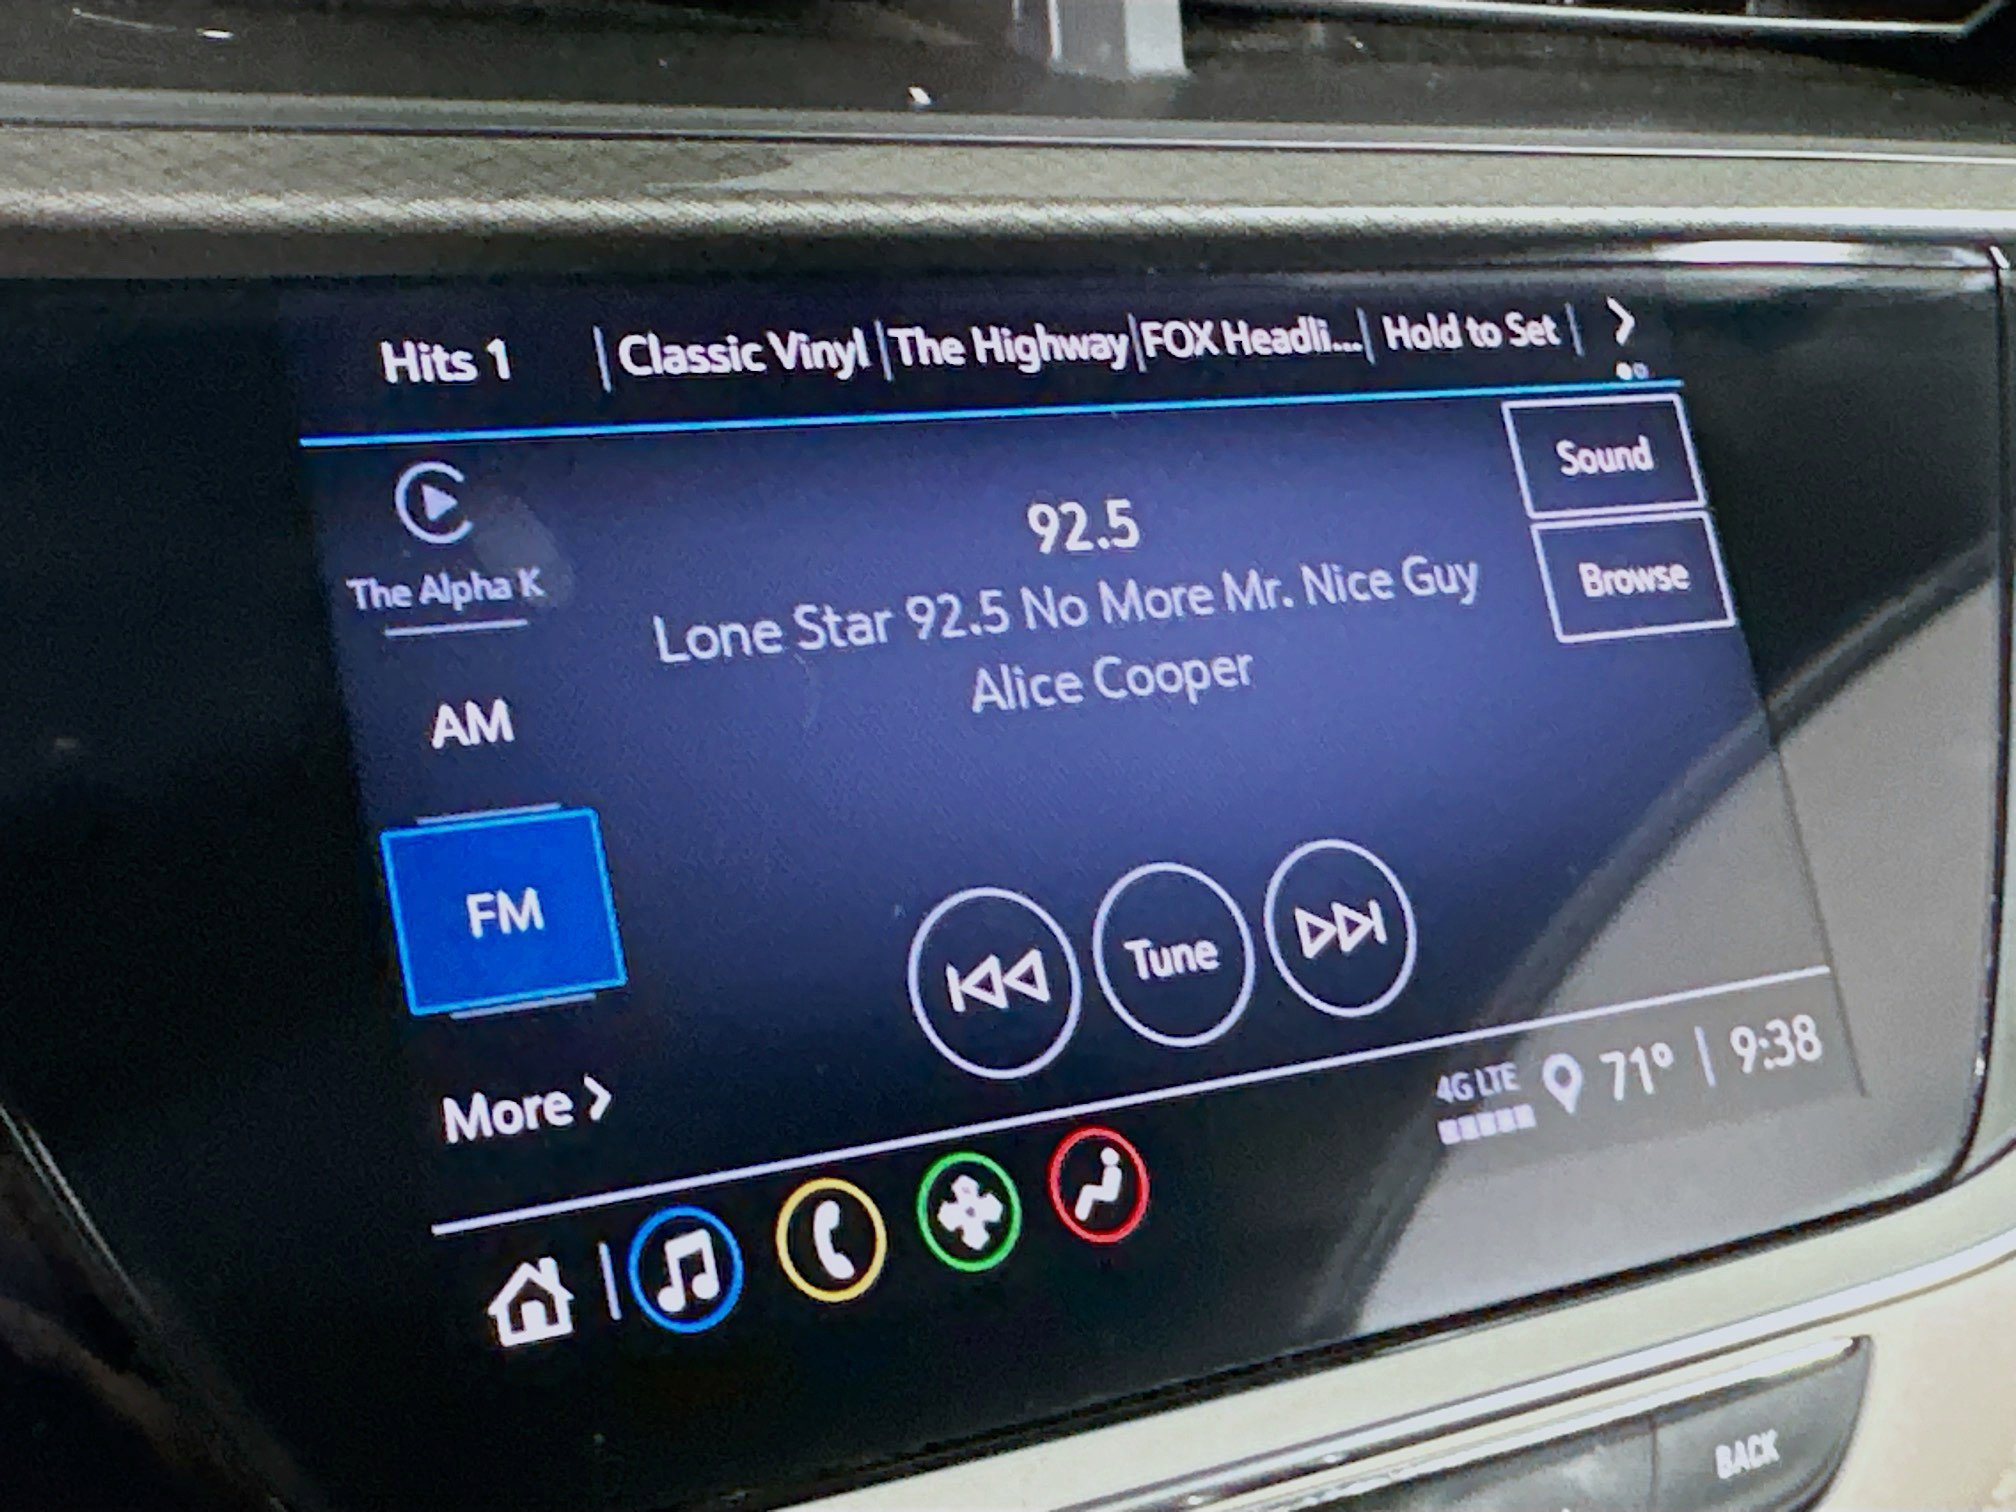 Hits 1 | Classic Vinyl | The Highway | FOX Headli... | Hold to Set |
Sound
The Alpha K
92.5
Browse
Lone Star 92.5 No More Mr. Nice Guy
Alice Cooper
AM
FM
Tune
More
4G LTE 71° | 9:38
BACK